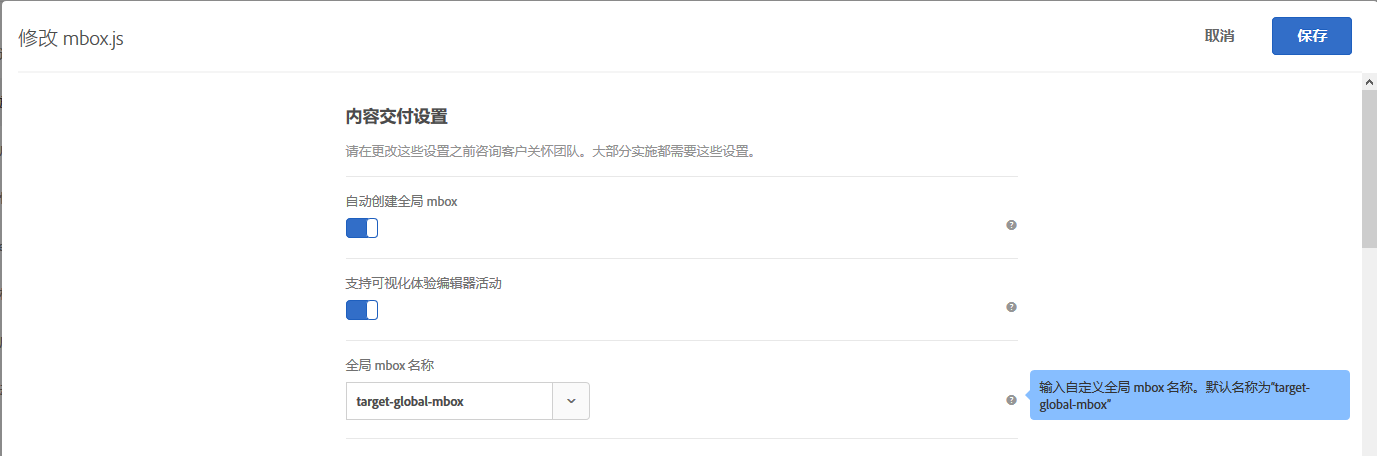 修改 mbox.js
取消
保存
内容交付设置
请在更改这些设置之前咨询客户关怀团队。大部分实施都需要这些设置。
自动创建全局 mbox
支持可视化体验编辑器活动
全局 mbox 名称
target-global-mbox
输入自定义全局 mbox 名称。默认名称为“target-
global-mbox”